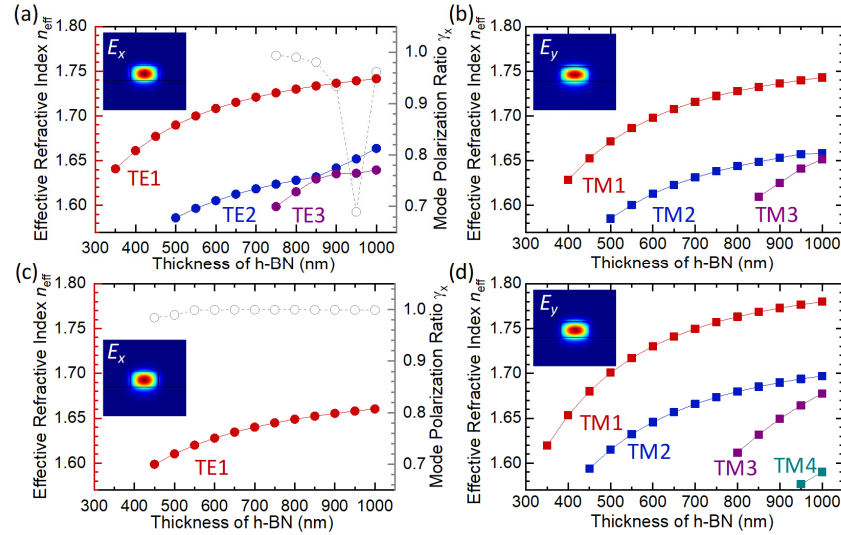 (a)
Effective Refractive Index neff
1.80
1.75
1.70
1.65
1.60
Ex
TE1
TE2
TE3
1.0
0.9
0.8
0.7
Mode Polarization Ratio γx
300 400 500 600 700 800 900 1000
Thickness of h-BN (nm)
(b)
Effective Refractive Index neff
1.80
1.75
1.70
1.65
1.60
Ey
TM1
TM2
TM3
300 400 500 600 700 800 900 1000
Thickness of h-BN (nm)
(c)
Effective Refractive Index neff
1.80
1.75
1.70
1.65
1.60
Ex
TE1
1.0
0.9
0.8
0.7
Mode Polarization Ratio γx
300 400 500 600 700 800 900 1000
Thickness of h-BN (nm)
(d)
Effective Refractive Index neff
1.80
1.75
1.70
1.65
1.60
Ey
TM1
TM2
TM3
TM4
300 400 500 600 700 800 900 1000
Thickness of h-BN (nm)